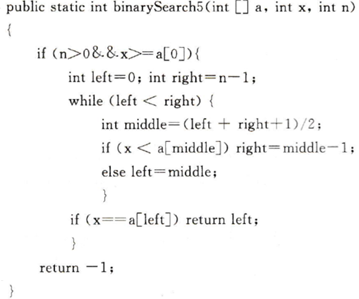 public static int binarySearch5(int [] a, int x, int n)
{
if (n>0&&x>=a[0]){
int left=0; int right=n-1;
while (left < right) {
int middle=(left + right+1)/2;
if (x < a[middle]) right=middle-1;
else left=middle;
}
if (x==a[left]) return left;
}
return -1;
}